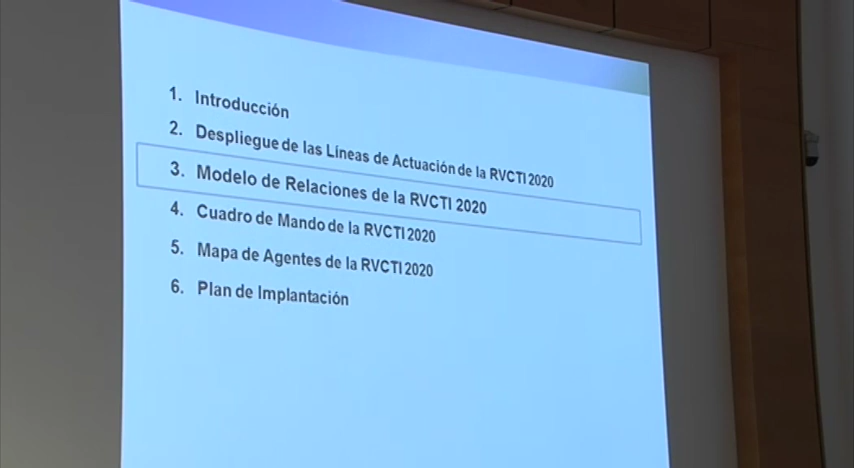 1. Introducción
2. Despliegue de las Líneas de Actuación de la RVCTI 2020
3. Modelo de Relaciones de la RVCTI 2020
4. Cuadro de Mando de la RVCTI 2020
5. Mapa de Agentes de la RVCTI 2020
6. Plan de Implantación